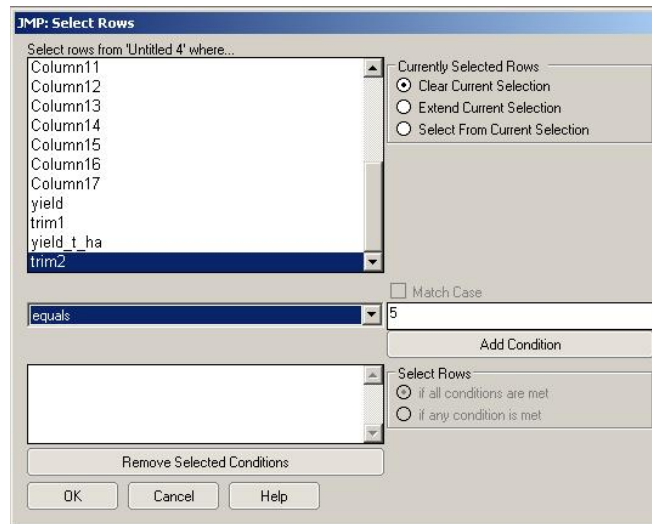 JMP: Select Rows
Select rows from 'Untitled 4' where...
Column11
Column12
Column13
Column14
Column15
Column16
Column17
yield
trim1
yield_t_ha
trim2
Currently Selected Rows
Clear Current Selection
Extend Current Selection
Select From Current Selection
Match Case
equals
5
Add Condition
Select Rows
if all conditions are met
if any condition is met
Remove Selected Conditions
OK
Cancel
Help